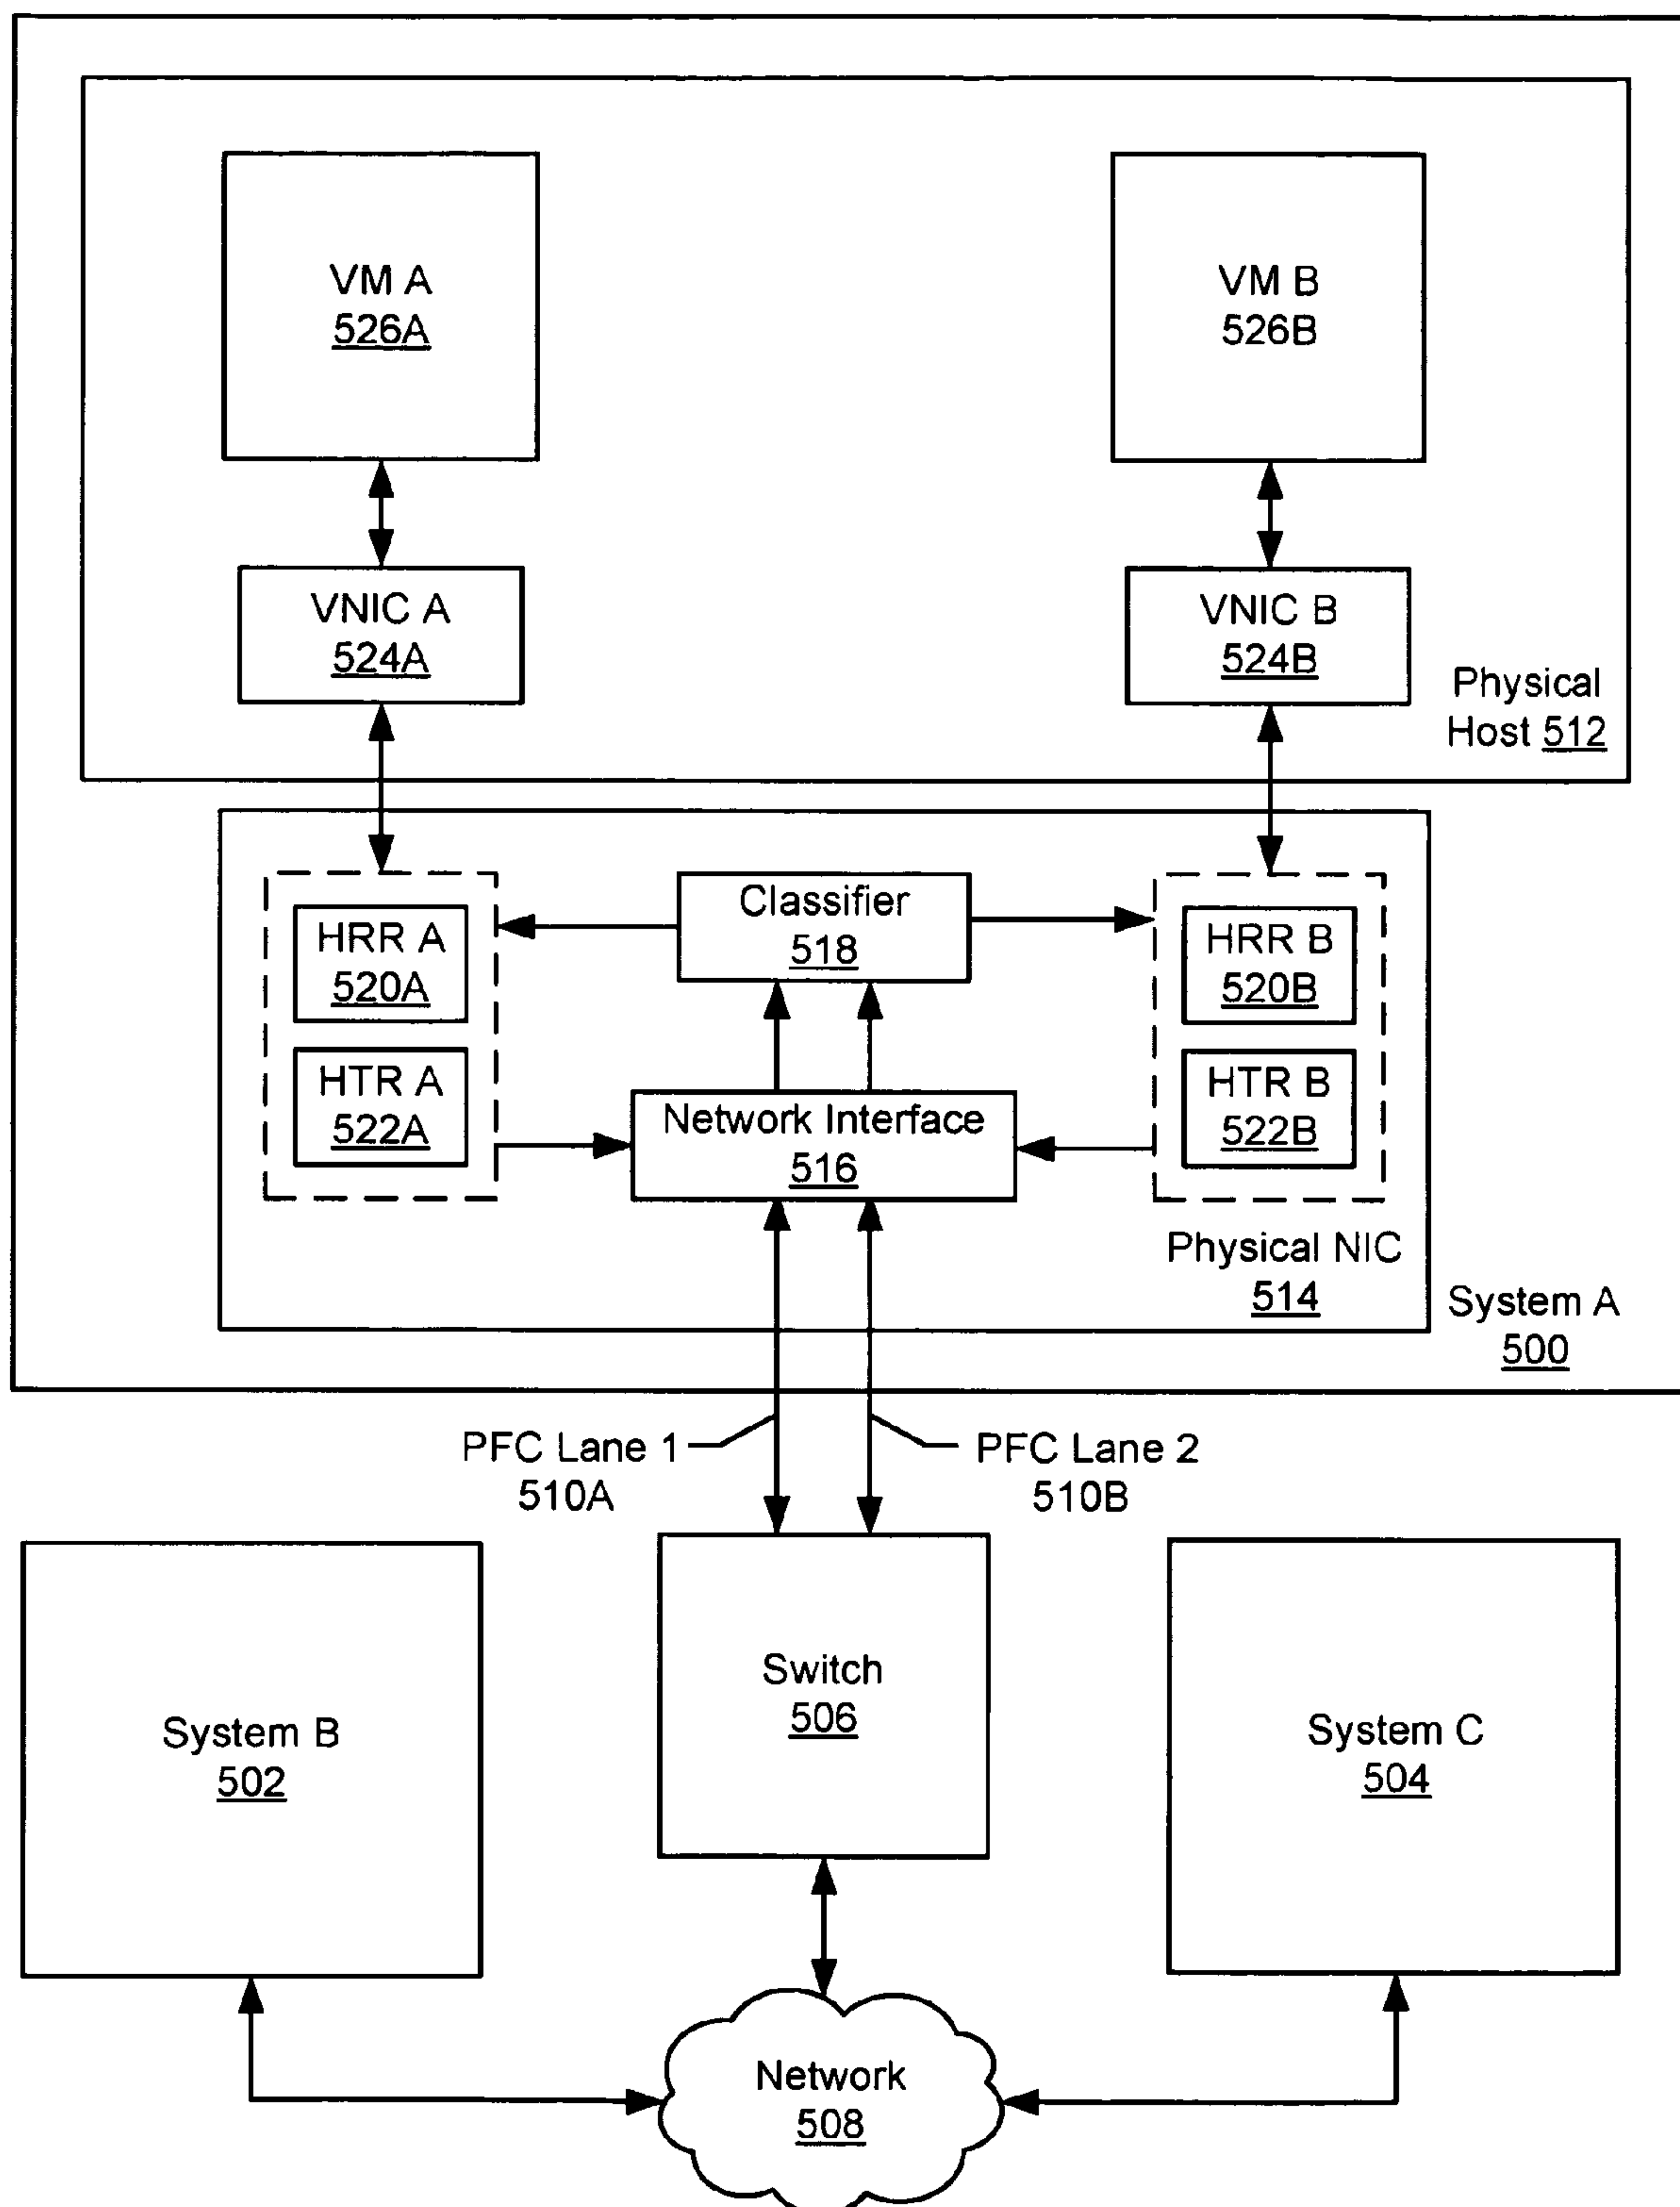 VM A
526A
VM B
526B
VNIC A
524A
VNIC B
524B
Physical
Host 512
Classifier
518
HRR A
520A
HRR B
520B
HTR A
522A
Network Interface
516
HTR B
522B
Physical NIC
514
System A
500
PFC Lane 1
510A
PFC Lane 2
510B
Switch
506
System B
502
System C
504
Network
508